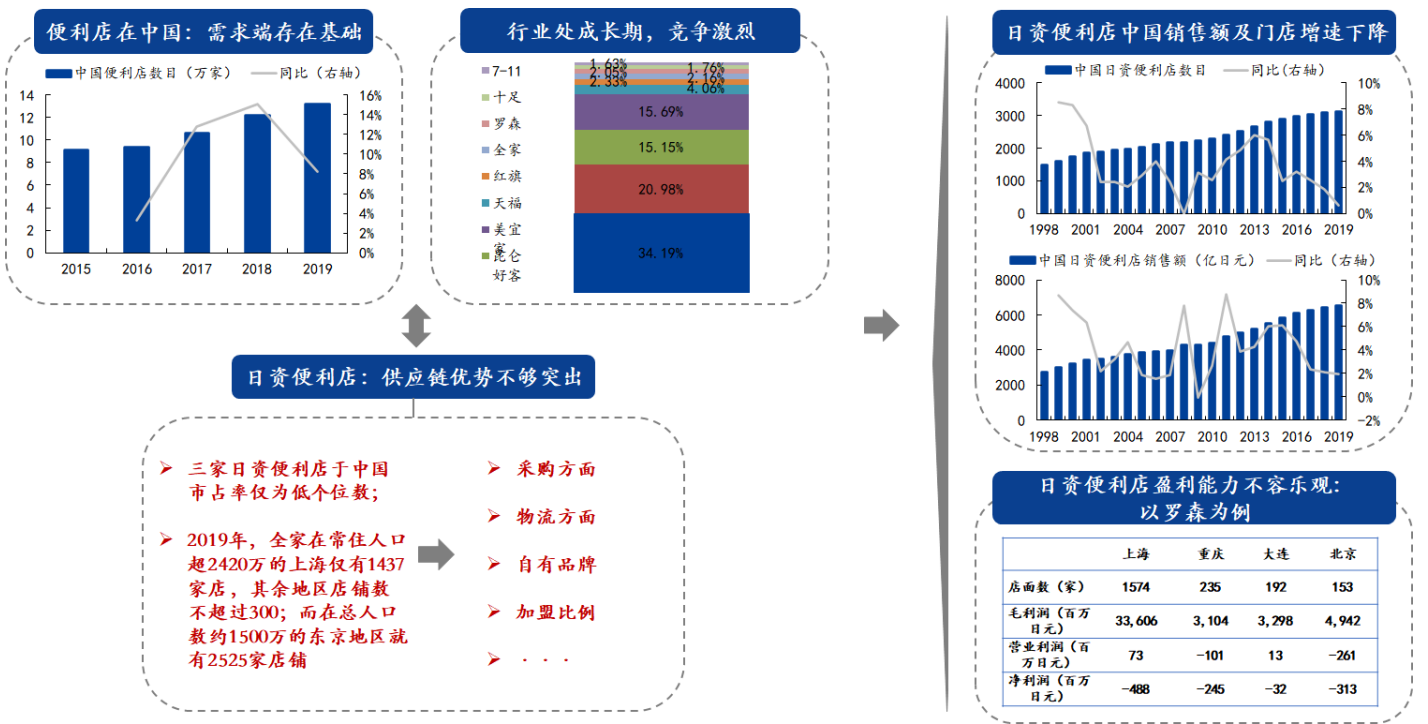 便利店在中国：需求端存在基础
中国便利店数目（万家）
同比（右轴）
14
12
10
8
6
4
2
0
16%
14%
12%
10%
8%
6%
4%
2%
0%
2015
2016
2017
2018
2019
行业处成长期，竞争激烈
7-11
十足
罗森
全家
红旗
天福
美宜
家
昆仑
好客
1.63%
1.76%
2.05%
2.16%
2.33%
2.16%
4.06%
15.69%
15.15%
20.98%
34.19%
日资便利店：供应链优势不够突出
三家日资便利店于中国
市占率仅为低个位数；
2019年，全家在常住人口
超2420万的上海仅有1437
家店，其余地区店铺数
不超过300；而在总人口
数约1500万的东京地区就
有2525家店铺
采购方面
物流方面
自有品牌
加盟比例
· · ·
日资便利店中国销售额及门店增速下降
中国日资便利店数目
同比(右轴)
4000
3000
2000
1000
0
10%
8%
6%
4%
2%
0%
1998
2001
2004
2007
2010
2013
2016
2019
中国日资便利店销售额（亿日元）
同比（右轴）
8000
6000
4000
2000
0
10%
8%
6%
4%
2%
0%
-2%
1998
2001
2004
2007
2010
2013
2016
2019
日资便利店盈利能力不容乐观：
以罗森为例
上海 重庆 大连 北京
店面数（家） 1574 235 192 153
毛利润（百万
日元） 33,606 3,104 3,298 4,942
营业利润（百
万日元） 73 -101 13 -261
净利润（百万
日元） -488 -245 -32 -313